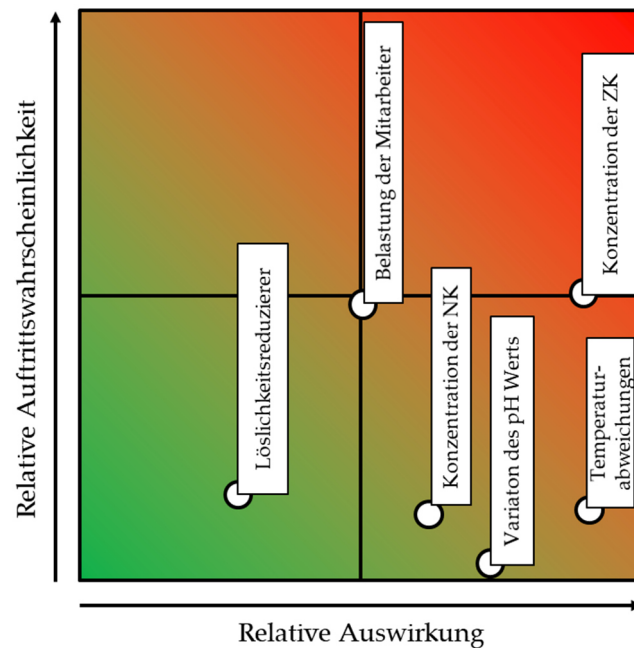 Relative Auftrittswahrscheinlichkeit
Löslichkeitsreduzierer
Belastung der Mitarbeiter
Konzentration der NK
Variaton des pH Werts
Konzentration der ZK
Temperatur-
abweichungen
Relative Auswirkung